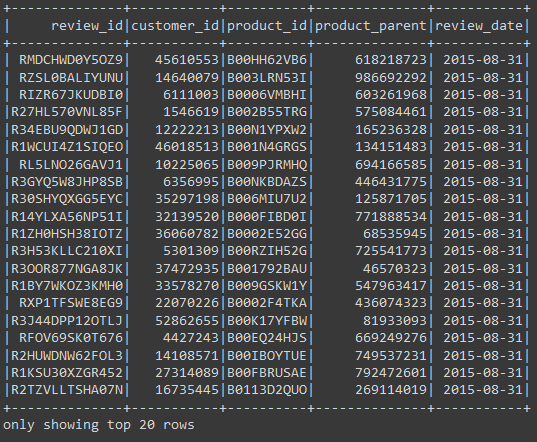 +--------------+-----------+----------+--------------+-----------+
|     review_id|customer_id|product_id|product_parent|review_date|
+--------------+-----------+----------+--------------+-----------+
| RMDCHWD0Y5OZ9|   45610553|B00HH62VB6|     618218723| 2015-08-31|
| RZSL0BALIYUNU|   14640079|B003LRN53I|     986692292| 2015-08-31|
| RIZR67JKUDBI0|    6111003|B0006VMBHI|     603261968| 2015-08-31|
|R27HL570VNL85F|    1546619|B002B55TRG|     575084461| 2015-08-31|
|R34EBU9QDWJ1GD|   12222213|B00N1YPXW2|     165236328| 2015-08-31|
|R1WCUI4Z1SIQEO|   46018513|B001N4GRGS|     134151483| 2015-08-31|
| RL5LNO26GAVJ1|   10225065|B009PJRMHQ|     694166585| 2015-08-31|
|R3GYQ5W8JHP8SB|    6356995|B00NKBDAZS|     446431775| 2015-08-31|
|R30SHYQXGG5EYC|   35297198|B006MIU7U2|     125871705| 2015-08-31|
|R14YLXA56NP51I|   32139520|B000FIBD0I|     771888534| 2015-08-31|
|R1ZH0HSH38IOTZ|   36060782|B0002E52GG|      68535945| 2015-08-31|
|R3H53KLLC210XI|    5301309|B00RZIH52G|     725541773| 2015-08-31|
|R3OOR877NGA8JK|   37472935|B001792BAU|      46570323| 2015-08-31|
|R1BY7WKOZ3KMH0|   33578270|B009GSKW1Y|     547963417| 2015-08-31|
| RXP1TFSWE8EG9|   22070226|B0002F4TKA|     436074323| 2015-08-31|
|R3J44DPP12OTLJ|   52862655|B00K17YFBW|      81933093| 2015-08-31|
| RFOV69SK0T676|    4427243|B00EQ24HJS|     669249276| 2015-08-31|
|R2HUWDNW62FOL3|   14108571|B00IBOYTUE|     749537231| 2015-08-31|
|R1KSU30XZGR452|   27314089|B00FBRUSAE|     792472601| 2015-08-31|
|R2TZVLLTSHA07N|   16735445|B0113D2QUO|     269114019| 2015-08-31|
+--------------+-----------+----------+--------------+-----------+
only showing top 20 rows